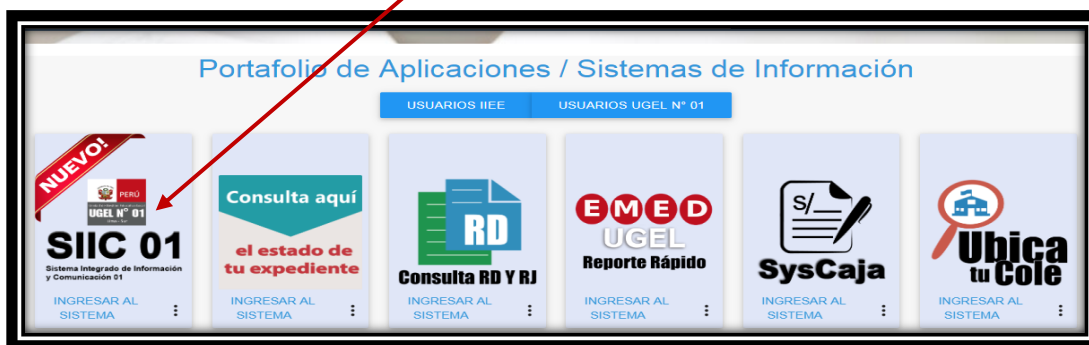 Portafolio de Aplicaciones / Sistemas de Información
USUARIOS IIEE
USUARIOS UGEL N° 01
NUEVO!
PERÚ
UGEL N° 01
SIIC 01
Sistema Integrado de Información
y Comunicación 01
INGRESAR AL
SISTEMA
Consulta aquí
el estado de
tu expediente
INGRESAR AL
SISTEMA
RD
Consulta RD Y RJ
INGRESAR AL
SISTEMA
EMED
UGEL
Reporte Rápido
INGRESAR AL
SISTEMA
S/
SysCaja
INGRESAR AL
SISTEMA
Ubica
tu Cole
INGRESAR AL
SISTEMA